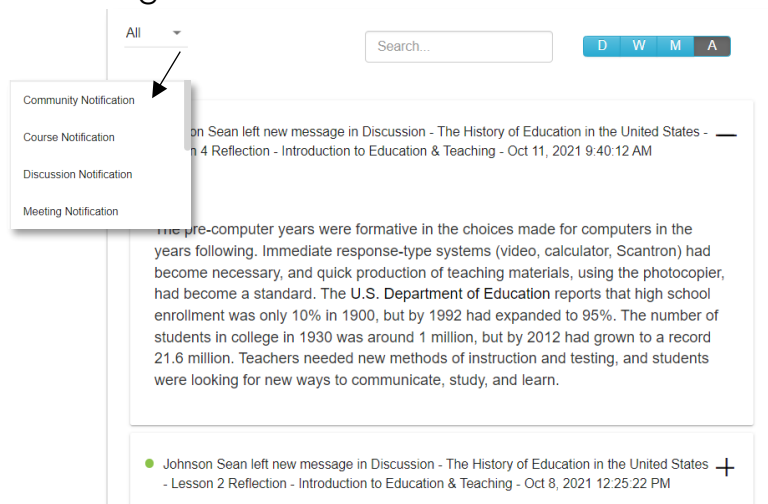 All
Search...
D W M A
Community Notification
Course Notification
Discussion Notification
Meeting Notification
on Sean left new message in Discussion - The History of Education in the United States -
4 Reflection - Introduction to Education & Teaching - Oct 11, 2021 9:40:12 AM
The pre-computer years were formative in the choices made for computers in the
years following. Immediate response-type systems (video, calculator, Scantron) had
become necessary, and quick production of teaching materials, using the photocopier,
had become a standard. The U.S. Department of Education reports that high school
enrollment was only 10% in 1900, but by 1992 had expanded to 95%. The number of
students in college in 1930 was around 1 million, but by 2012 had grown to a record
21.6 million. Teachers needed new methods of instruction and testing, and students
were looking for new ways to communicate, study, and learn.
Johnson Sean left new message in Discussion - The History of Education in the United States
- Lesson 2 Reflection - Introduction to Education & Teaching - Oct 8, 2021 12:25:22 PM